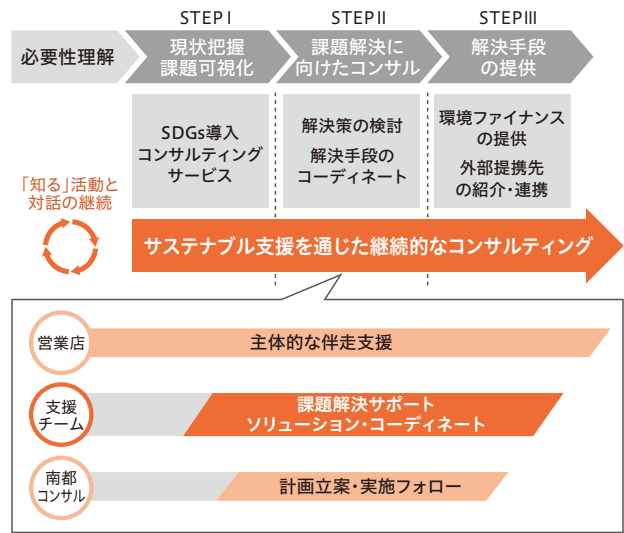 STEPⅠ
STEPⅡ
STEPⅢ
必要性理解
現状把握
課題可視化
課題解決に
向けたコンサル
解決手段
の提供
SDGs導入
コンサルティング
サービス
解決策の検討
解決手段の
コーディネート
環境ファイナンス
の提供
外部提携先
の紹介・連携
「知る」活動と
対話の継続
サステナブル支援を通じた継続的なコンサルティング
営業店
主体的な伴走支援
支援
チーム
課題解決サポート
ソリューション・コーディネート
南都
コンサル
計画立案・実施フォロー